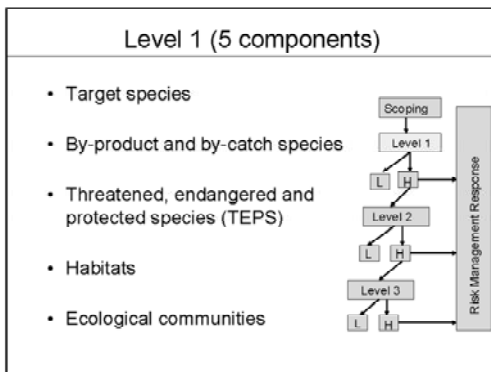 Level 1 (5 components)
• Target species
• By-product and by-catch species
• Threatened, endangered and
protected species (TEPS)
• Habitats
• Ecological communities
Scoping
Level 1
L
H
Level 2
L
H
Level 3
L
H
Risk Management Response